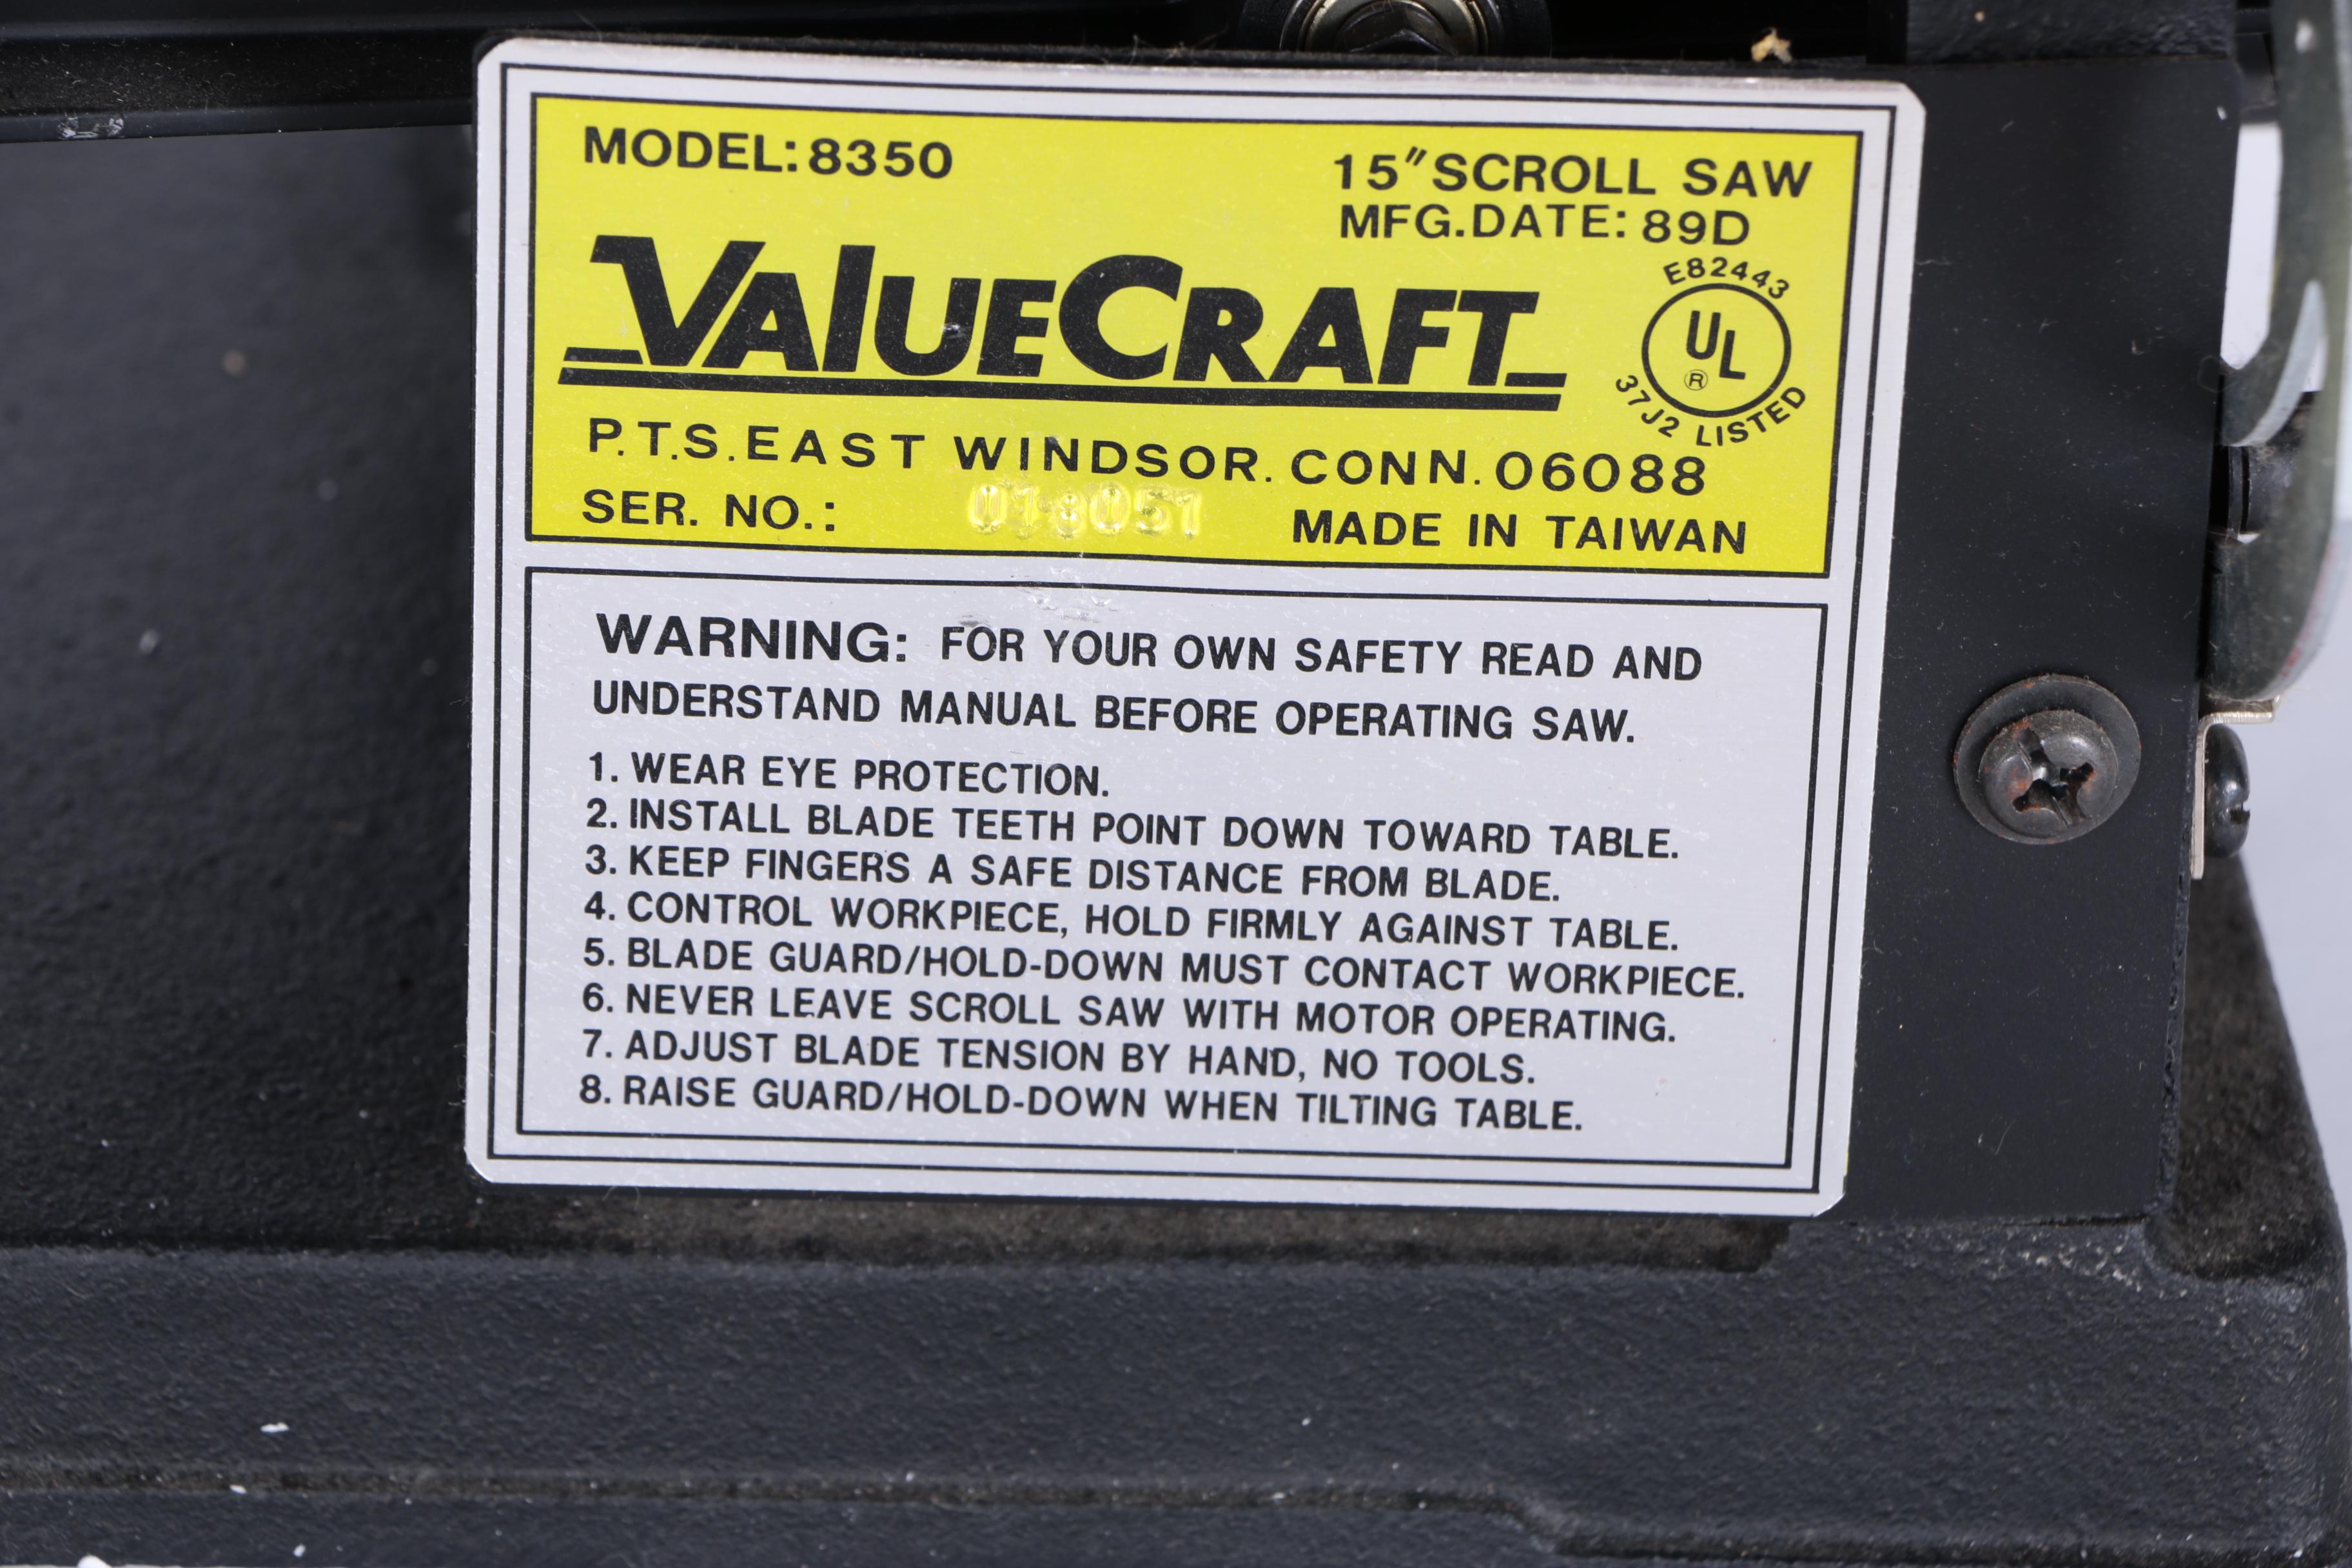 MODEL: 8350
15" SCROLL SAW
MFG. DATE: 89D
VALUECRAFT
E82443
UL
®
37J2 LISTED
P.T.S. EAST WINDSOR. CONN. 06088
SER. NO.:
MADE IN TAIWAN
WARNING: FOR YOUR OWN SAFETY READ AND
UNDERSTAND MANUAL BEFORE OPERATING SAW.
1. WEAR EYE PROTECTION.
2. INSTALL BLADE TEETH POINT DOWN TOWARD TABLE.
3. KEEP FINGERS A SAFE DISTANCE FROM BLADE.
4. CONTROL WORKPIECE, HOLD FIRMLY AGAINST TABLE.
5. BLADE GUARD/HOLD-DOWN MUST CONTACT WORKPIECE.
6. NEVER LEAVE SCROLL SAW WITH MOTOR OPERATING.
7. ADJUST BLADE TENSION BY HAND, NO TOOLS.
8. RAISE GUARD/HOLD-DOWN WHEN TILTING TABLE.